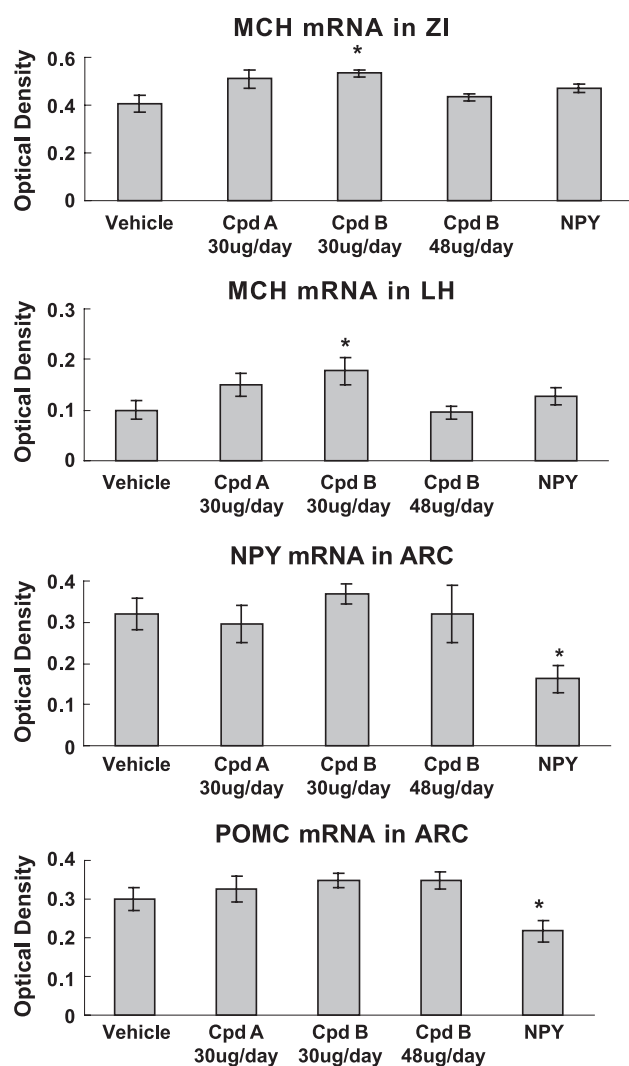 MCH mRNA in ZI
*
0.6
0.4
0.2
0
Optical Density
Vehicle
Cpd A
30ug/day
Cpd B
30ug/day
Cpd B
48ug/day
NPY
MCH mRNA in LH
*
0.3
0.2
0.1
0
Optical Density
Vehicle
Cpd A
30ug/day
Cpd B
30ug/day
Cpd B
48ug/day
NPY
NPY mRNA in ARC
*
0.4
0.3
0.2
0.1
0
Optical Density
Vehicle
Cpd A
30ug/day
Cpd B
30ug/day
Cpd B
48ug/day
NPY
POMC mRNA in ARC
*
0.4
0.3
0.2
0.1
0.0
Optical Density
Vehicle
Cpd A
30ug/day
Cpd B
30ug/day
Cpd B
48ug/day
NPY